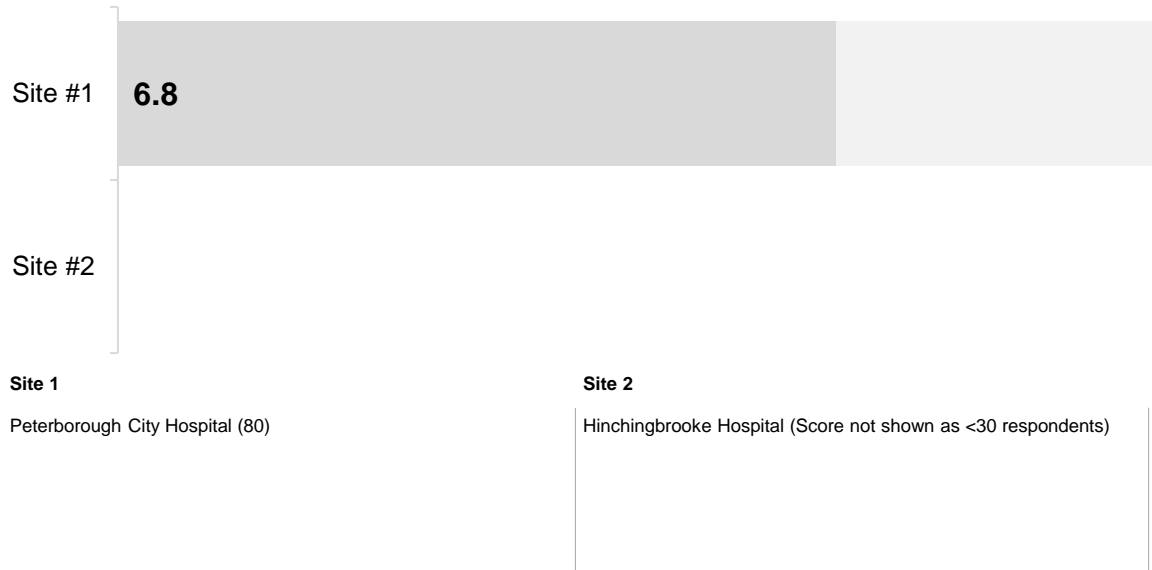 Site #1
6.8
Site #2
Site 1
Site 2
Peterborough City Hospital (80)
Hinchingbrooke Hospital (Score not shown as <30 respondents)